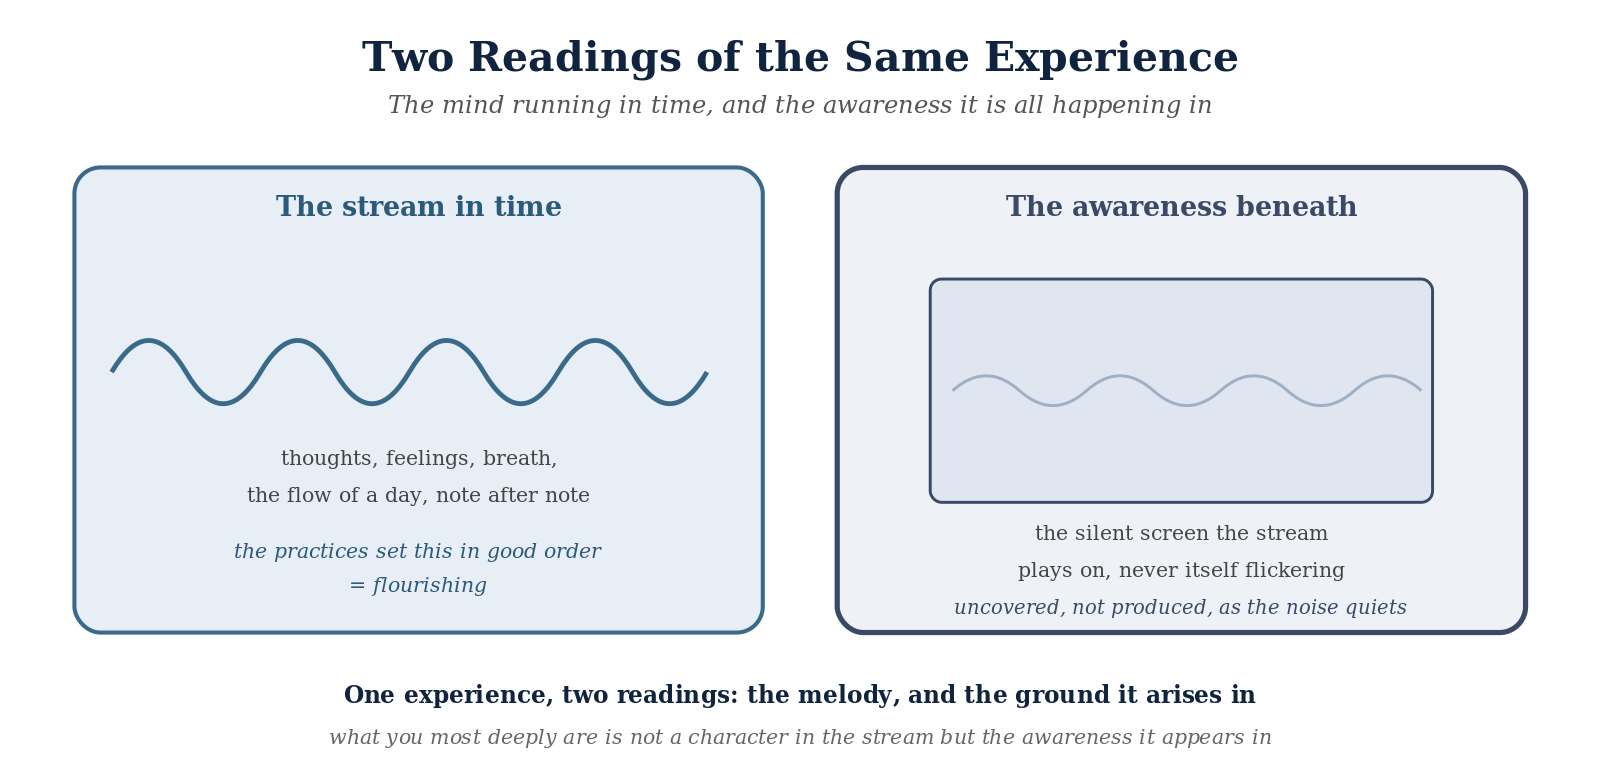 Two Readings of the Same Experience
The mind running in time, and the awareness it is all happening in
The stream in time
thoughts, feelings, breath,
the flow of a day, note after note
the practices set this in good order
= flourishing
The awareness beneath
the silent screen the stream
plays on, never itself flickering
uncovered, not produced, as the noise quiets
One experience, two readings: the melody, and the ground it arises in
what you most deeply are is not a character in the stream but the awareness it appears in